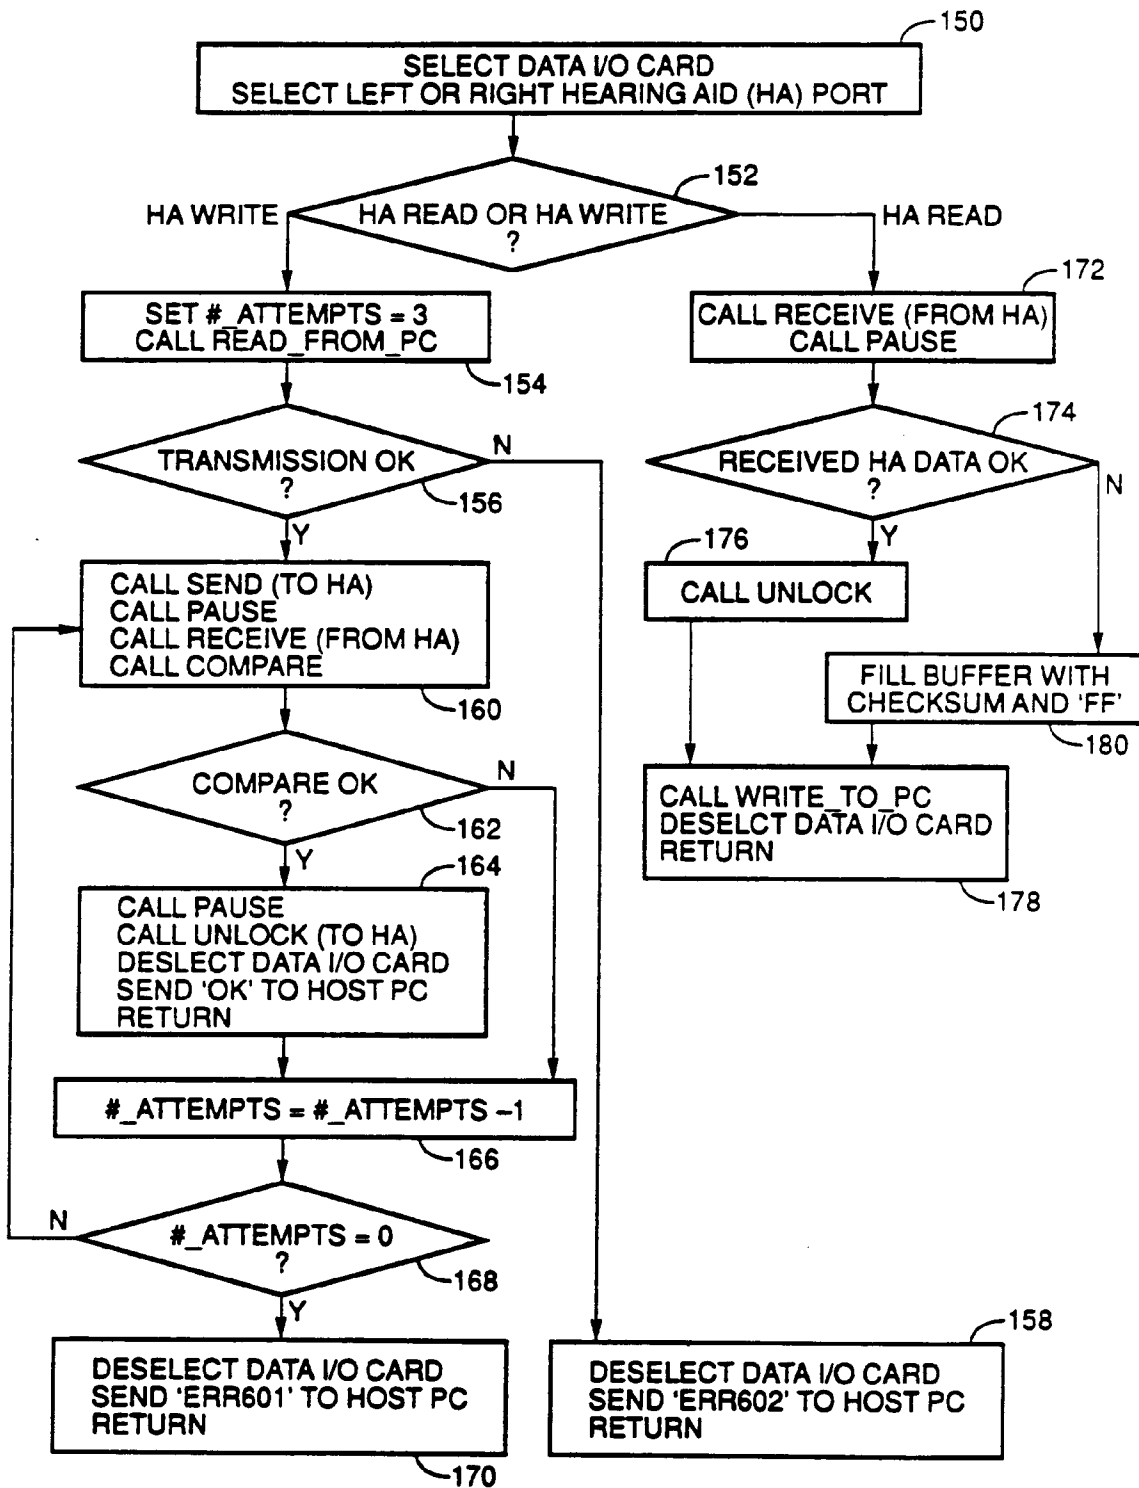 150
SELECT DATA I/O CARD
SELECT LEFT OR RIGHT HEARING AID (HA) PORT
152
HA WRITE
HA READ OR HA WRITE
?
HA READ
SET #_ATTEMPTS = 3
CALL READ_FROM_PC
154
172
CALL RECEIVE (FROM HA)
CALL PAUSE
TRANSMISSION OK
?
N
156
Y
174
RECEIVED HA DATA OK
?
N
Y
176
CALL UNLOCK
CALL SEND (TO HA)
CALL PAUSE
CALL RECEIVE (FROM HA)
CALL COMPARE
160
FILL BUFFER WITH
CHECKSUM AND 'FF'
180
COMPARE OK
?
N
162
Y
CALL WRITE_TO_PC
DESELCT DATA I/O CARD
RETURN
178
164
CALL PAUSE
CALL UNLOCK (TO HA)
DESLECT DATA I/O CARD
SEND 'OK' TO HOST PC
RETURN
#_ATTEMPTS = #_ATTEMPTS -1
166
N
#_ATTEMPTS = 0
?
168
Y
DESELECT DATA I/O CARD
SEND 'ERR601' TO HOST PC
RETURN
170
158
DESELECT DATA I/O CARD
SEND 'ERR602' TO HOST PC
RETURN